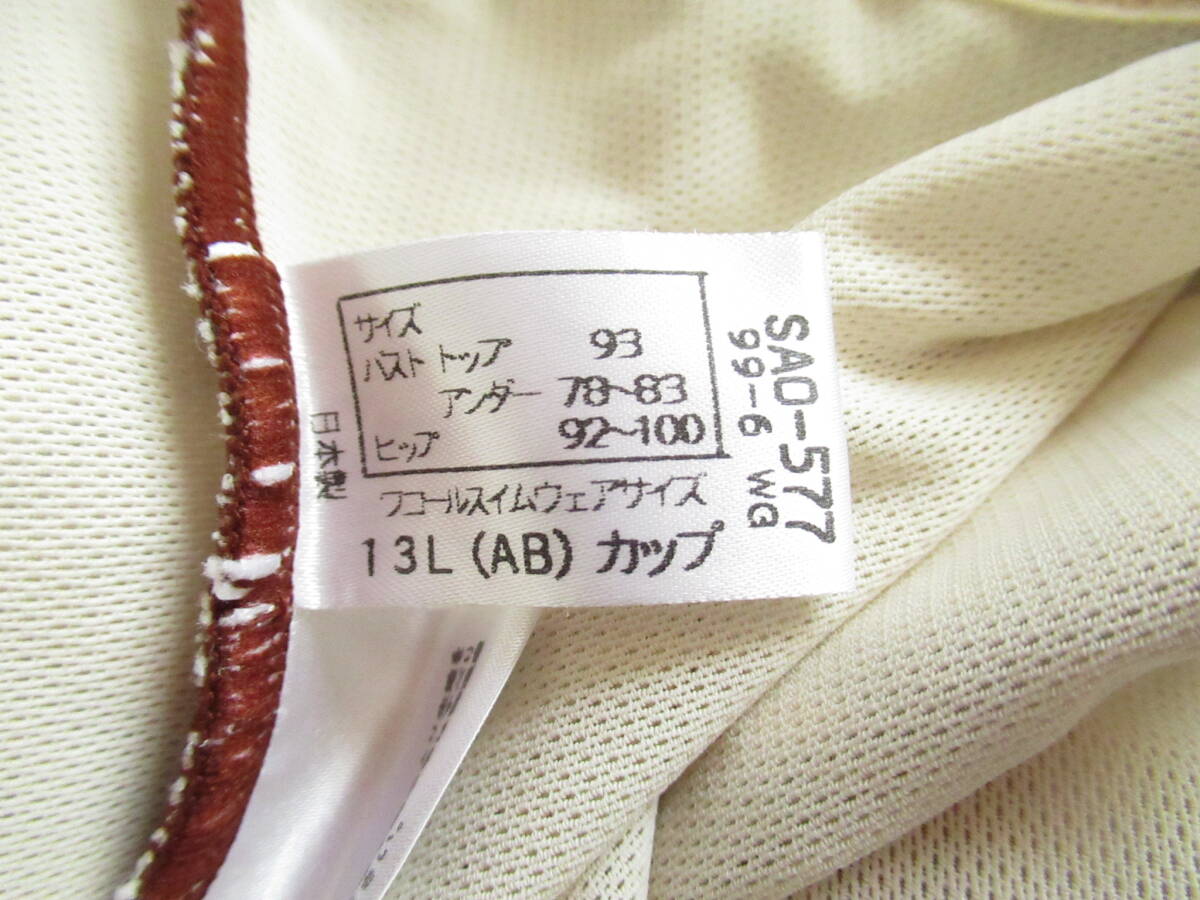 サイズ
バスト トップ 93
アンダー 78~83
ヒップ 92~100
ワコールスイムウェアサイズ
13L (AB) カップ
日本製
SAO-577
99-6 WG